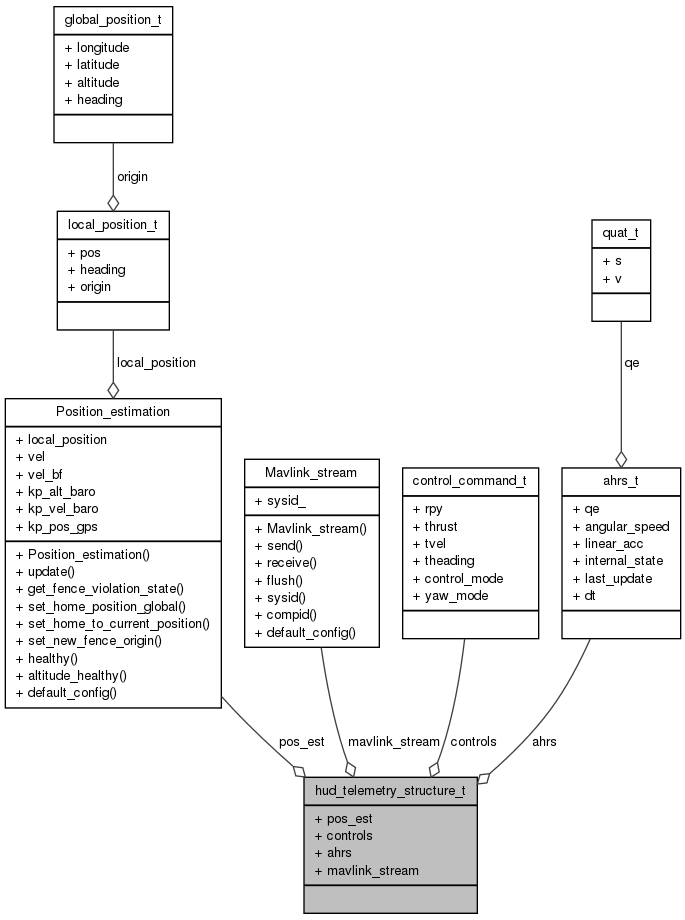 global_position_t
+ longitude
+ latitude
+ altitude
+ heading
origin
local_position_t
+ pos
+ heading
+ origin
local_position
Position_estimation
+ local_position
+ vel
+ vel_bf
+ kp_alt_baro
+ kp_vel_baro
+ kp_pos_gps
+ Position_estimation()
+ update()
+ get_fence_violation_state()
+ set_home_position_global()
+ set_home_to_current_position()
+ set_new_fence_origin()
+ healthy()
+ altitude_healthy()
+ default_config()
pos_est
Mavlink_stream
+ sysid_
+ Mavlink_stream()
+ send()
+ receive()
+ flush()
+ sysid()
+ compid()
+ default_config()
mavlink_stream
control_command_t
+ rpy
+ thrust
+ tvel
+ theading
+ control_mode
+ yaw_mode
controls
quat_t
+ s
+ v
qe
ahrs_t
+ qe
+ angular_speed
+ linear_acc
+ internal_state
+ last_update
+ dt
ahrs
hud_telemetry_structure_t
+ pos_est
+ controls
+ ahrs
+ mavlink_stream